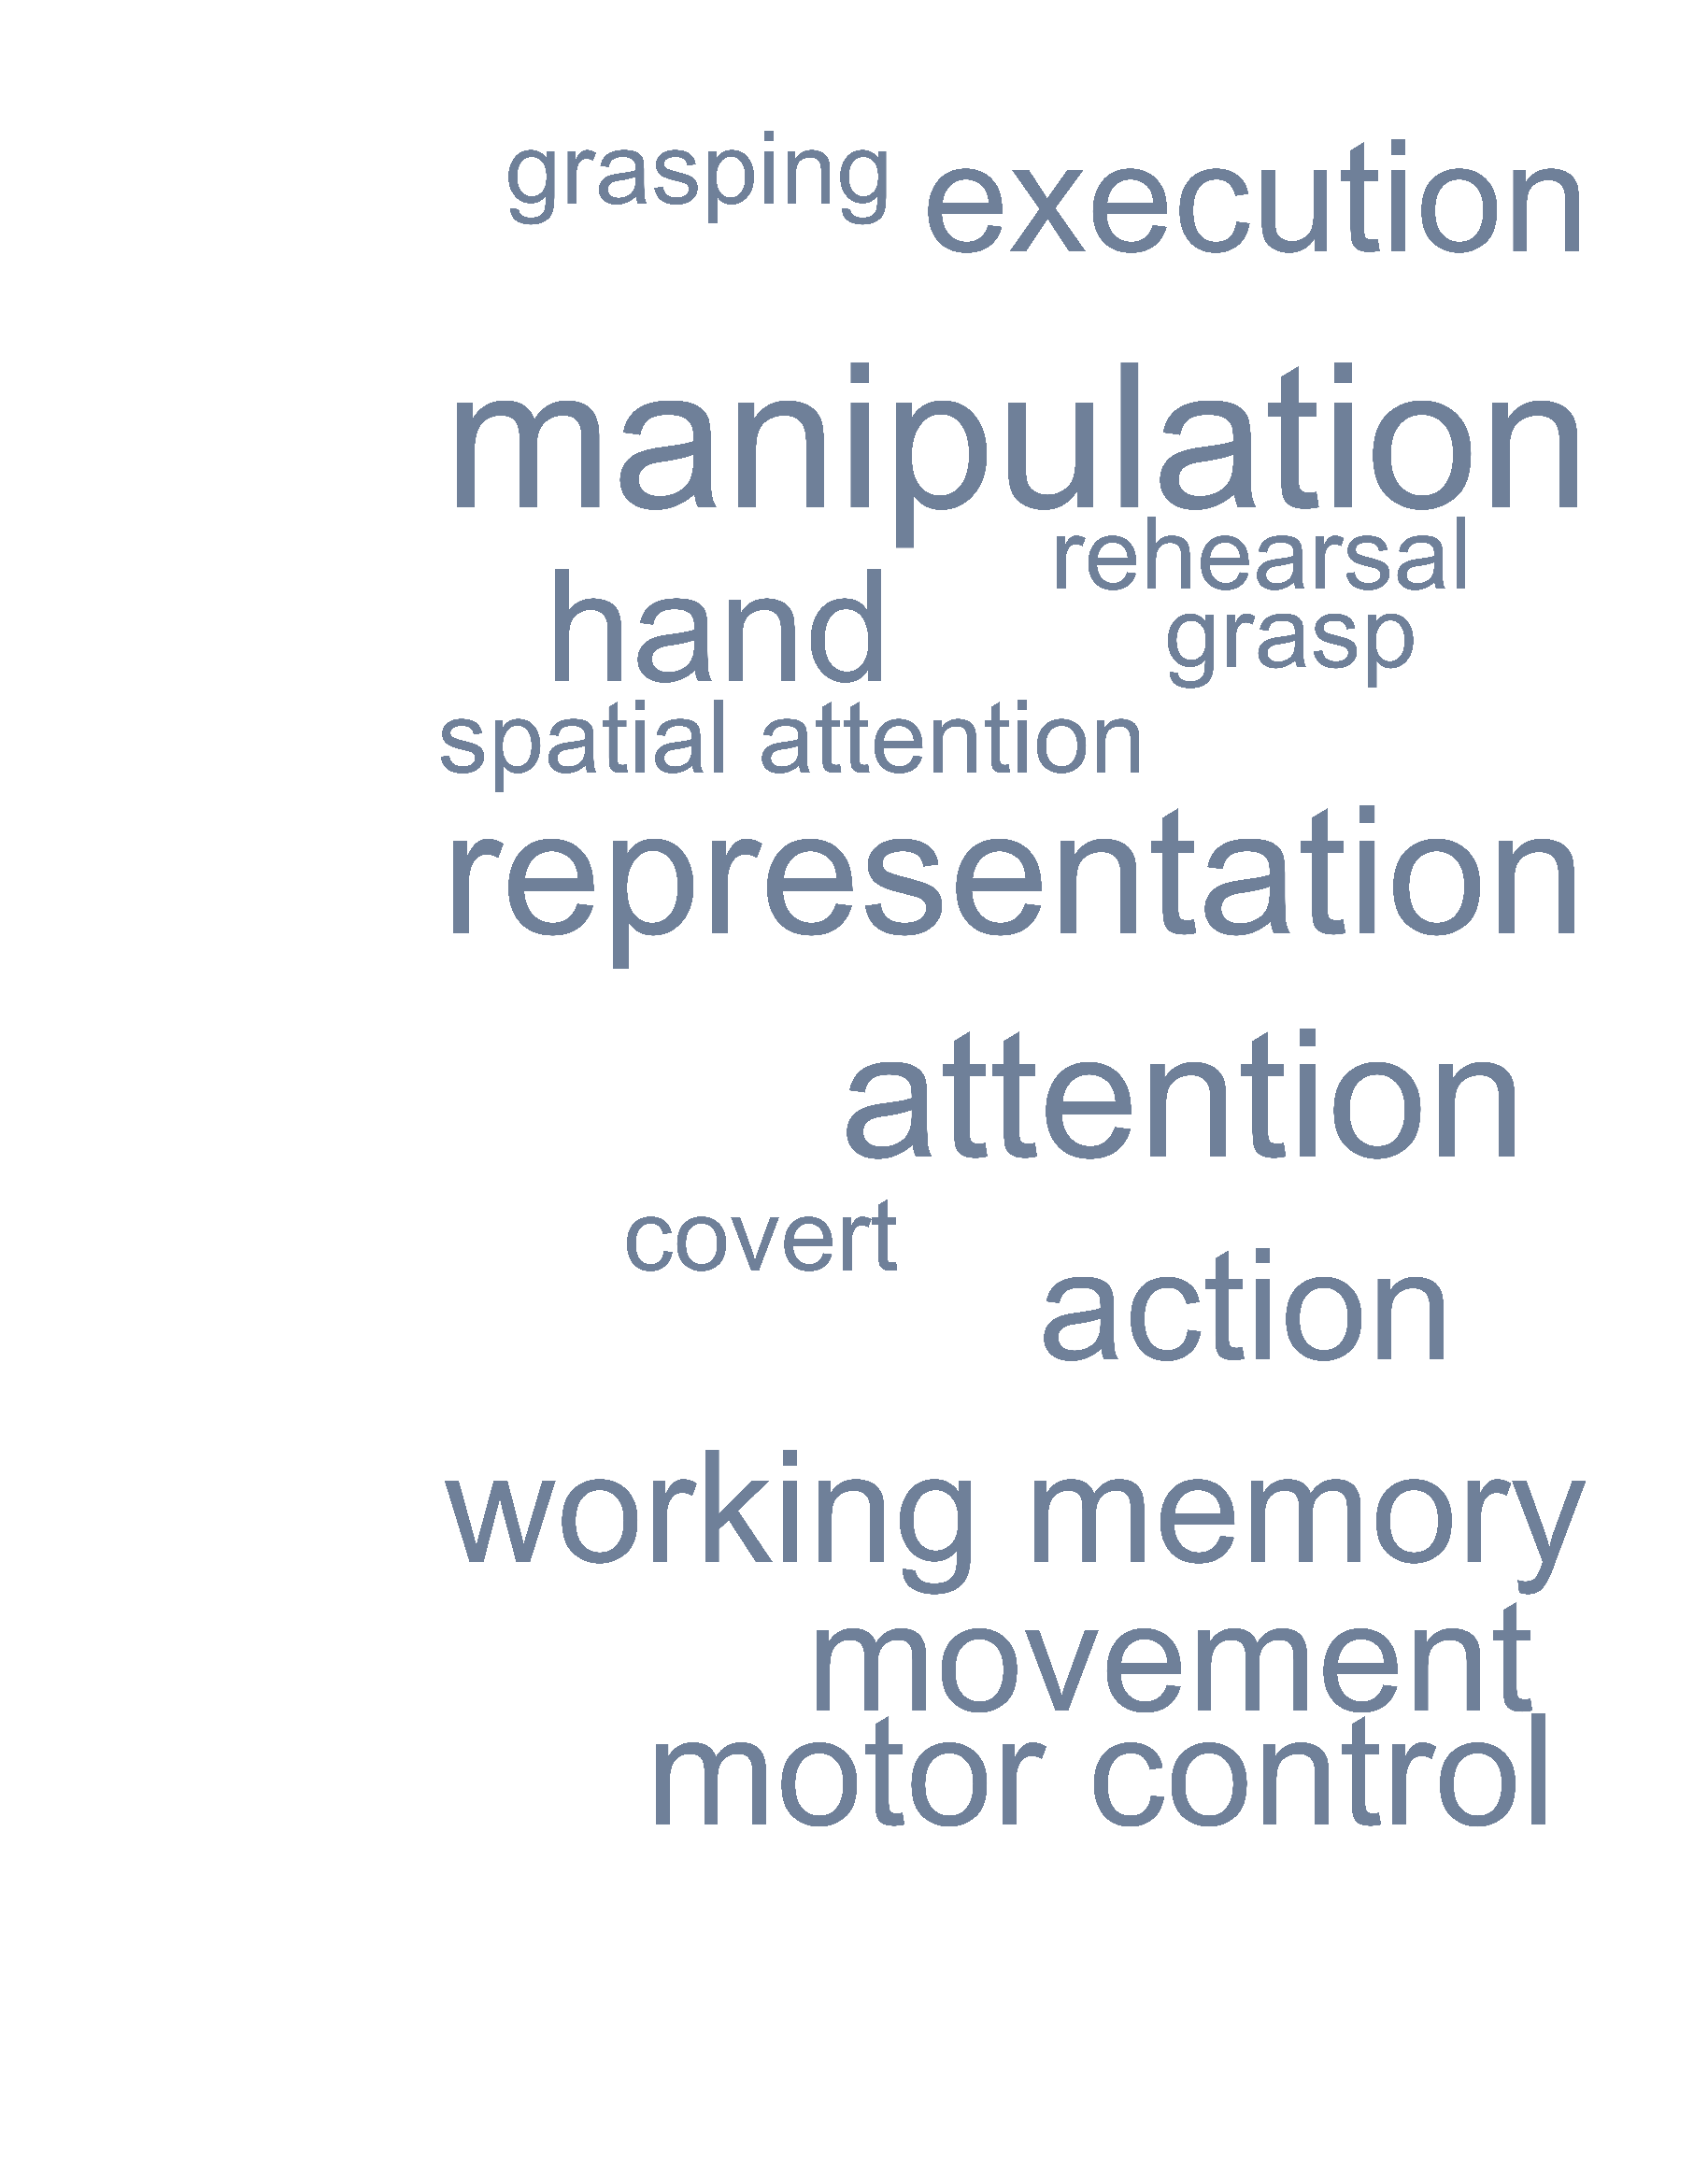 grasping execution
manipulation
rehearsal
hand grasp
spatial attention
representation
attention
covert
action
working memory
movement
motor control